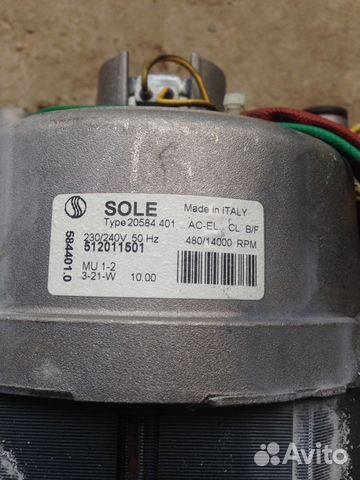 SOLE
Made in ITALY
Type 20584.401
AC-EL CL B/F
230/240V 50 Hz
480/14000 RPM
512011501
MU 1-2
3-21-W 10.00
584401.0
Avito